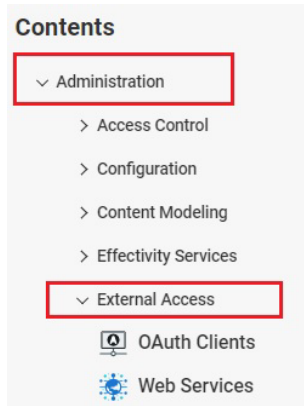 Contents
Administration
Access Control
Configuration
Content Modeling
Effectivity Services
External Access
OAuth Clients
Web Services